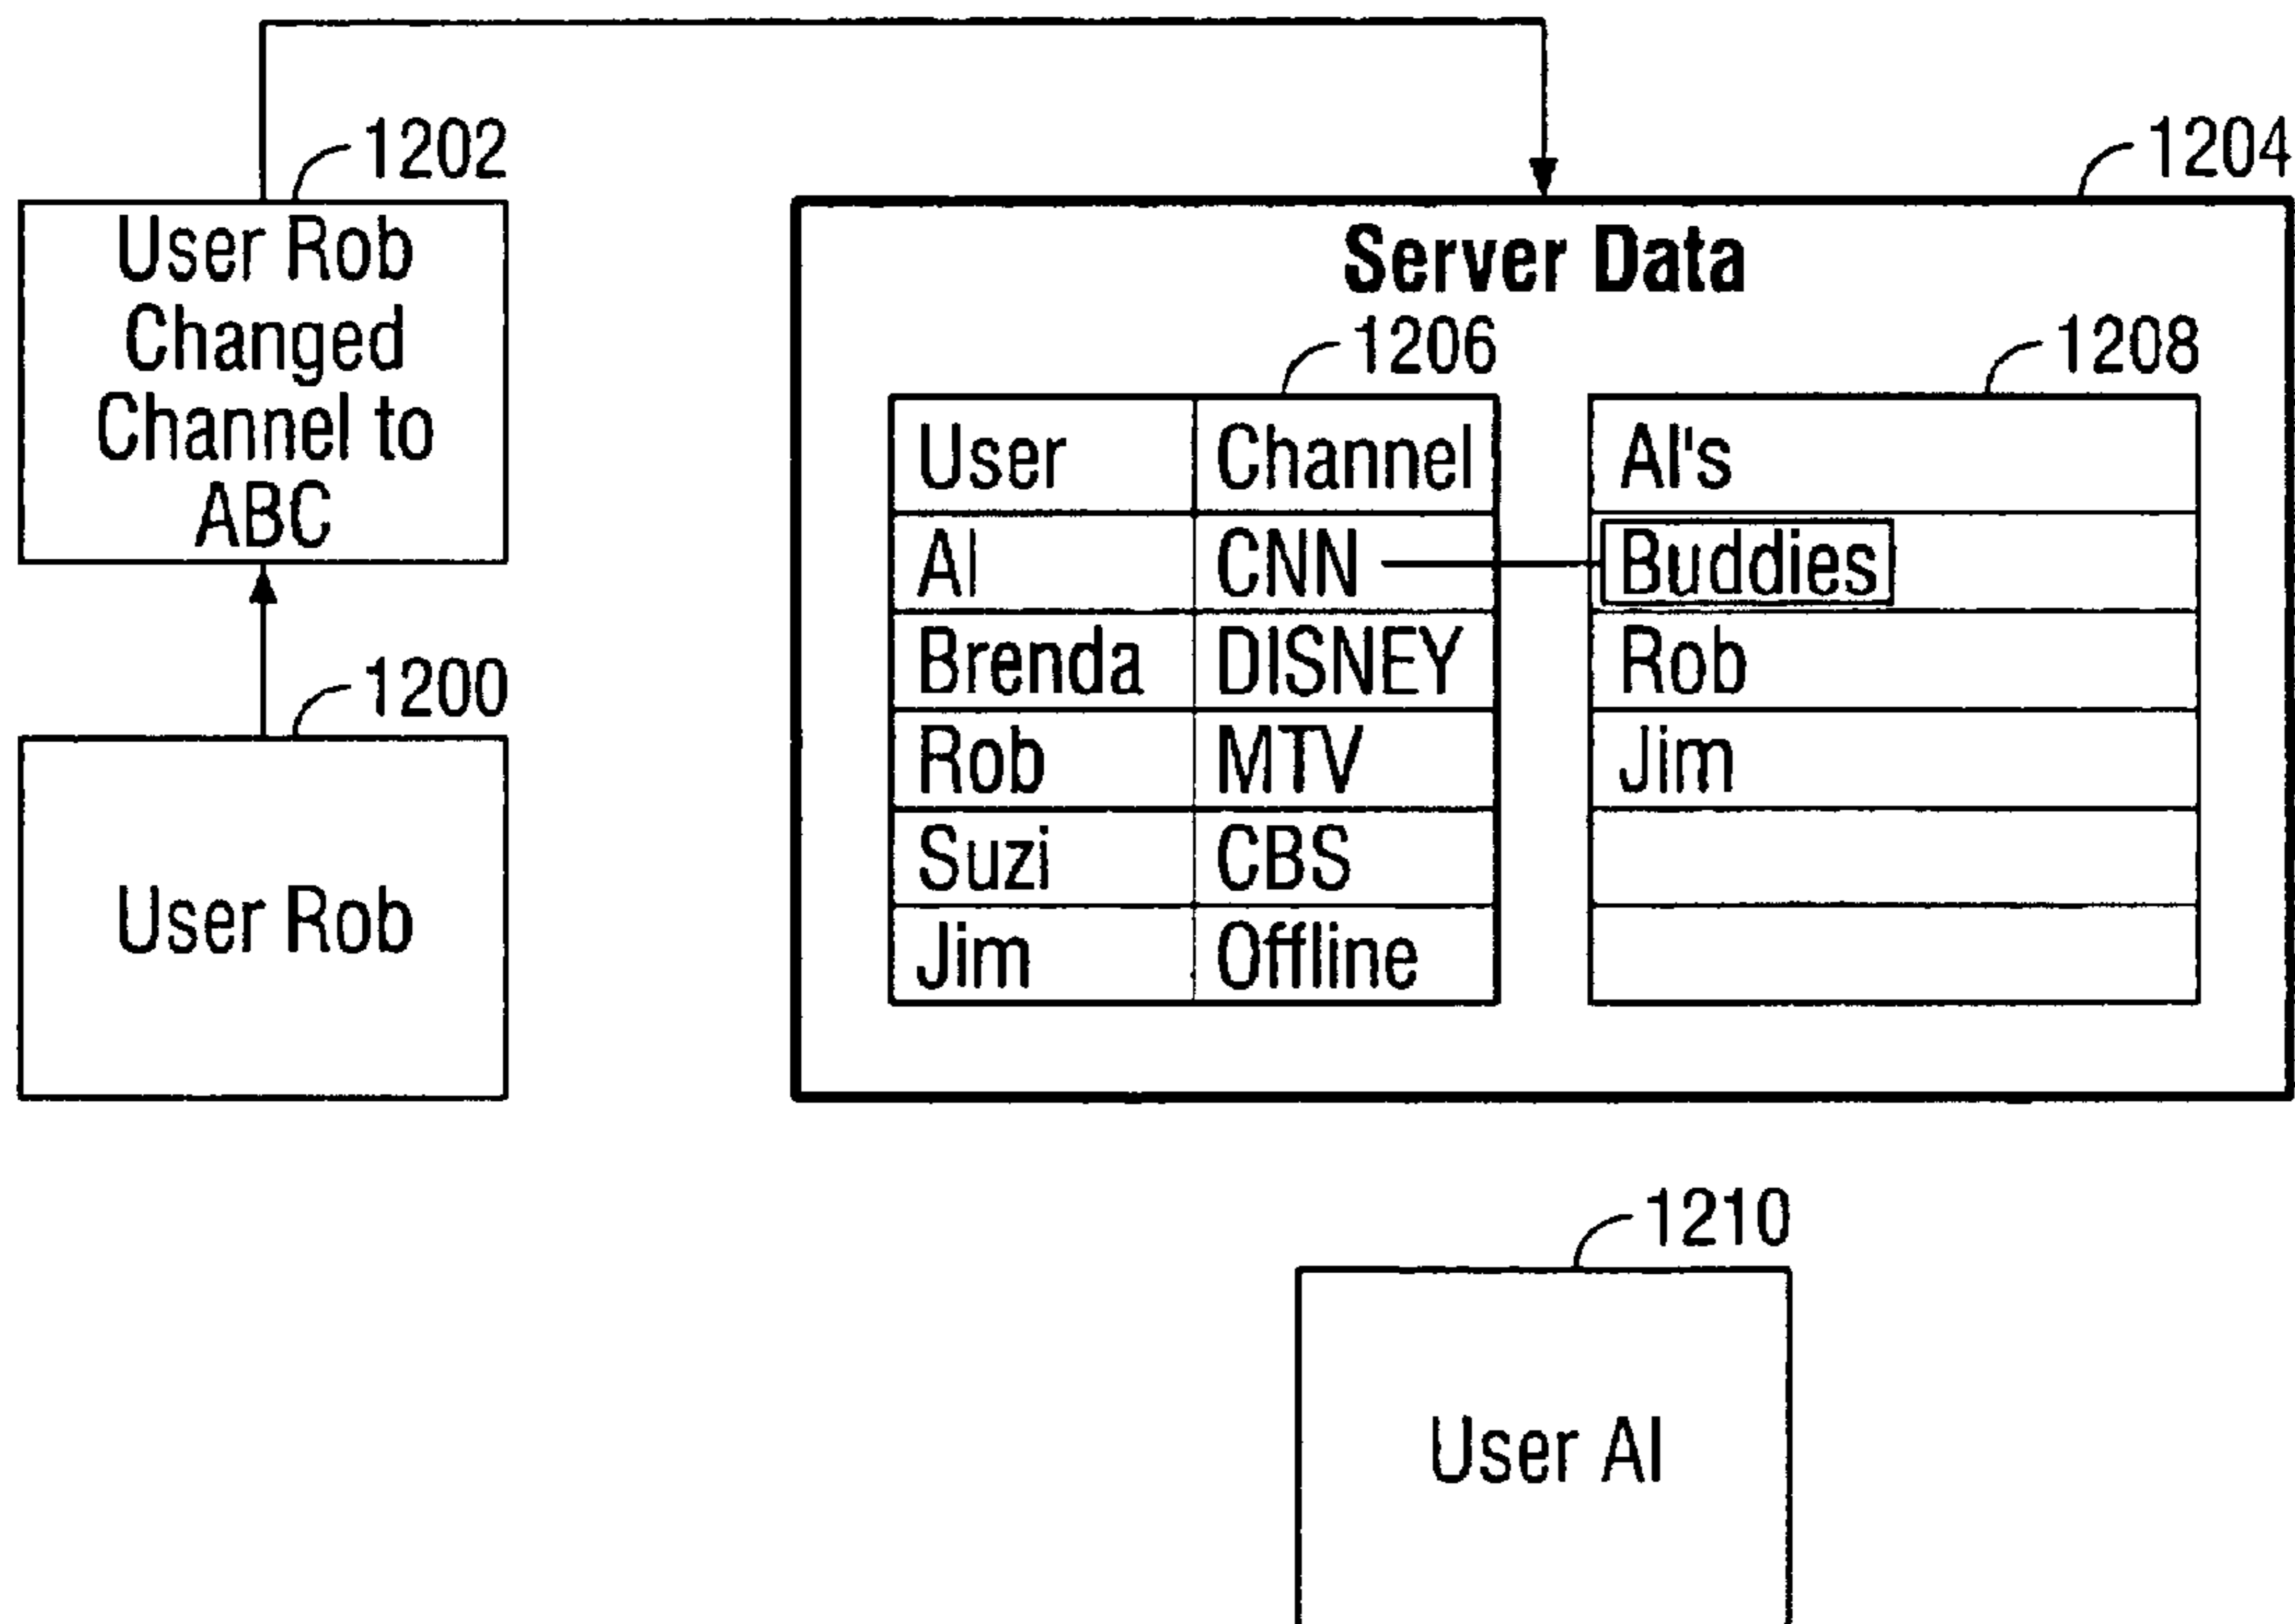 1202
User Rob
Changed
Channel to
ABC
1200
User Rob
1204
Server Data
1206
User Channel
Al CNN
Brenda DISNEY
Rob MTV
Suzi CBS
Jim Offline
1208
Al's
Buddies
Rob
Jim
1210
User Al